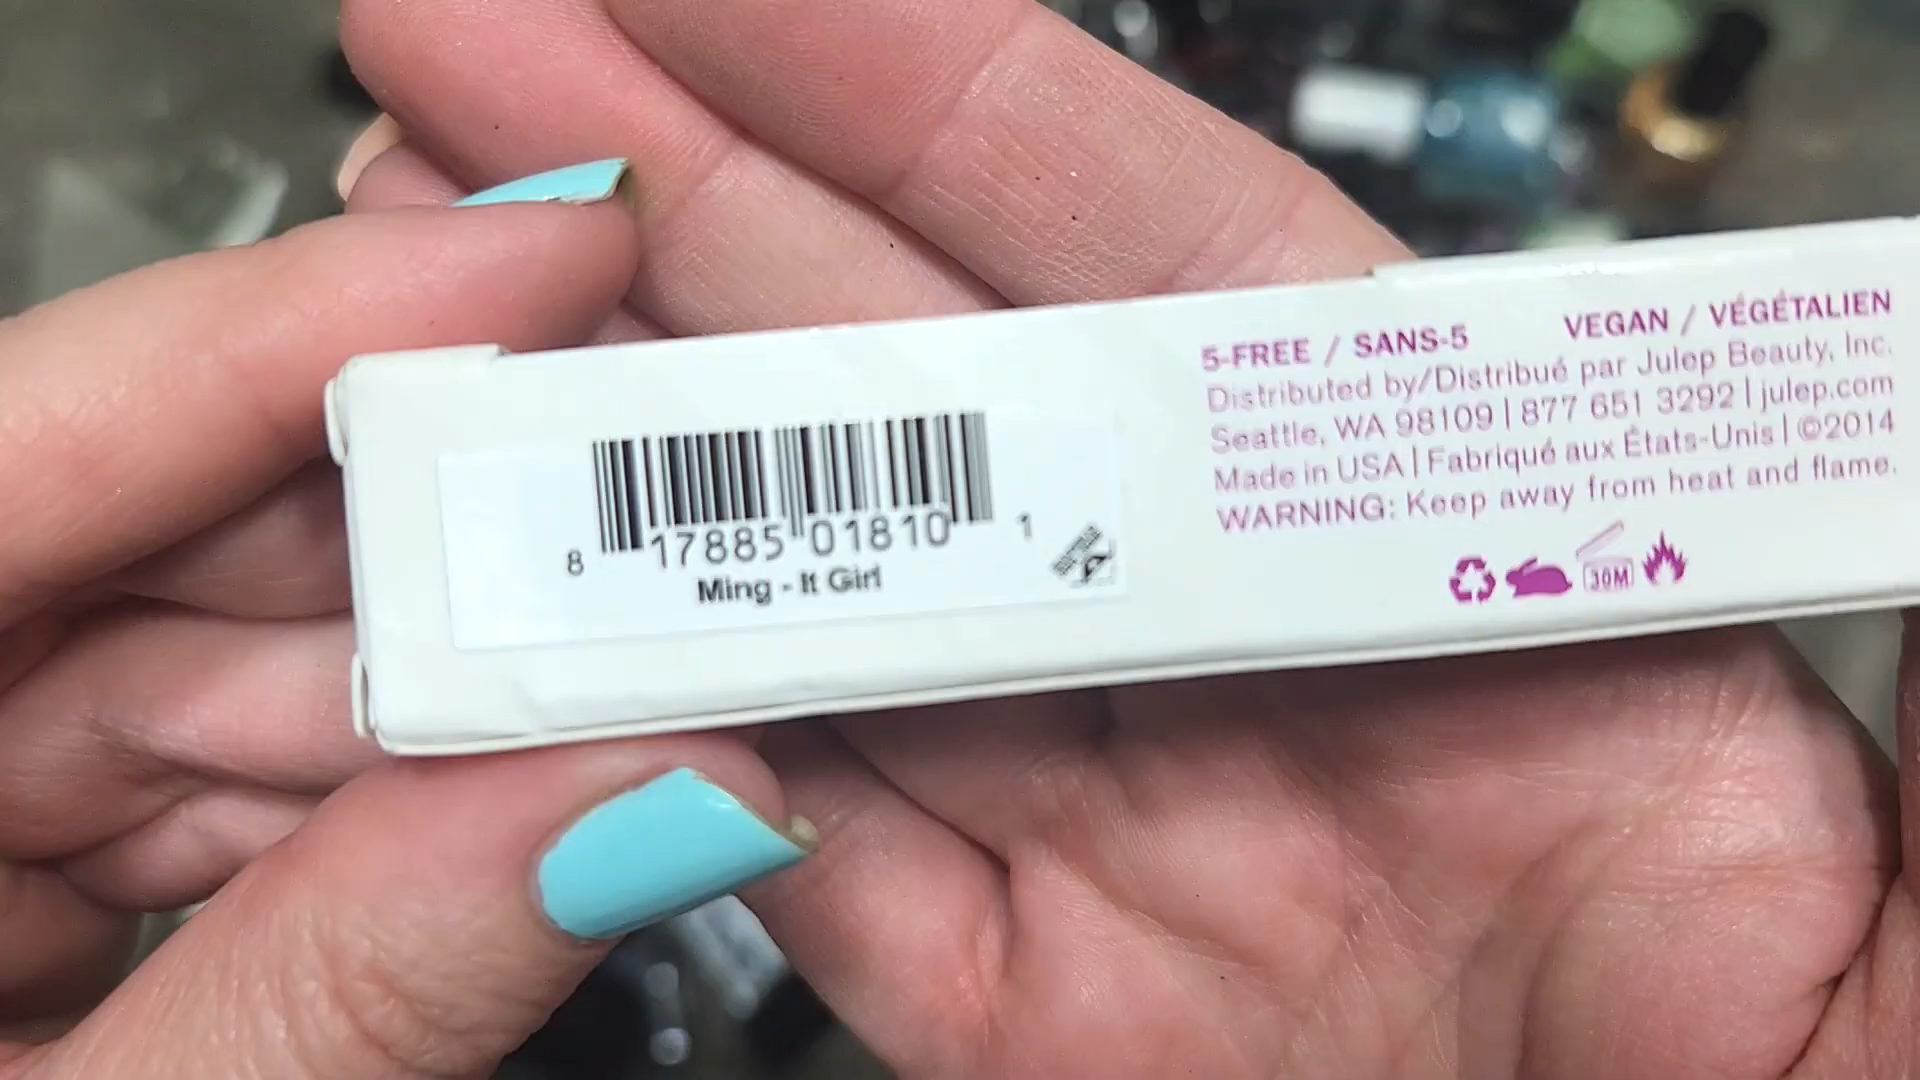 8 17885 01810 1
Ming - It Girl
5-FREE / SANS-5 VEGAN / VÉGÉTALIEN
Distributed by/Distribué par Julep Beauty, Inc.
Seattle, WA 98109 | 877 651 3292 | julep.com
Made in USA | Fabriqué aux États-Unis | ©2014
WARNING: Keep away from heat and flame.
30M